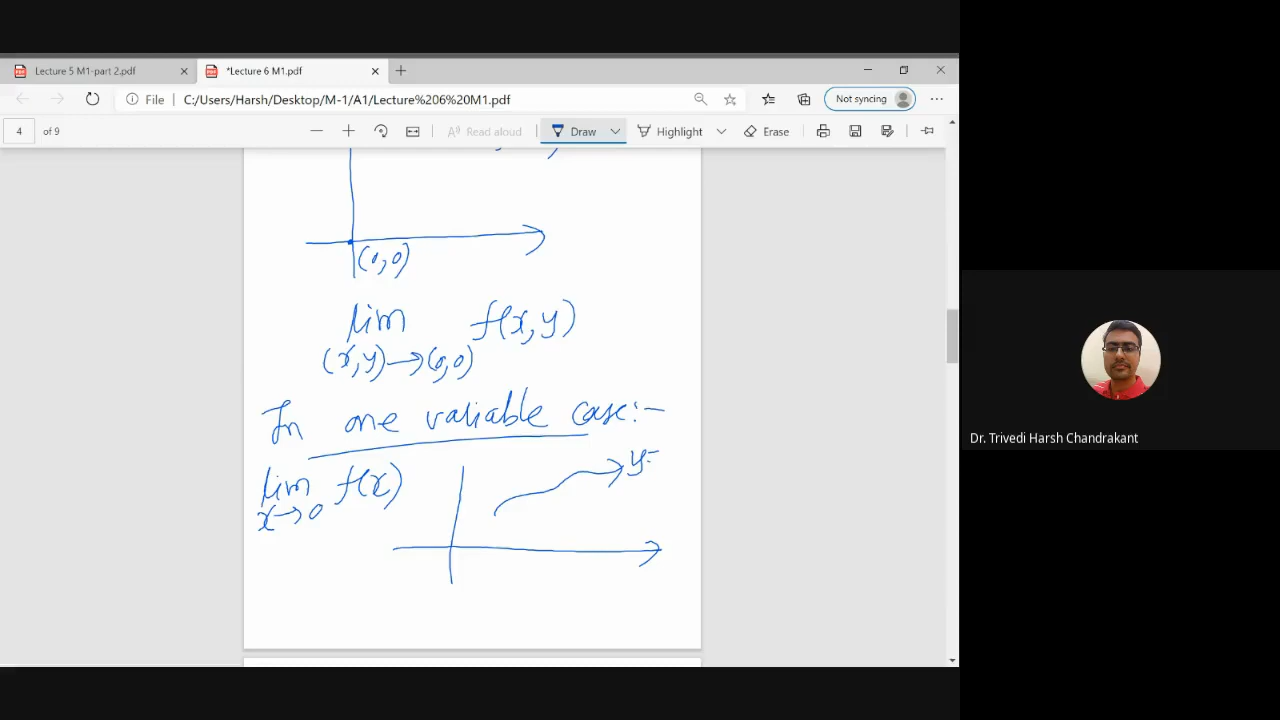 Lecture 5 M1-part 2.pdf
*Lecture 6 M1.pdf
File C:/Users/Harsh/Desktop/M-1/A1/Lecture%206%20M1.pdf
Not syncing
4 of 9
Read aloud
Draw
Highlight
Erase
(0,0)
lim f(x,y)
(x,y)→(0,0)
In one variable case:-
lim f(x)
x→0
y=
Dr. Trivedi Harsh Chandrakant